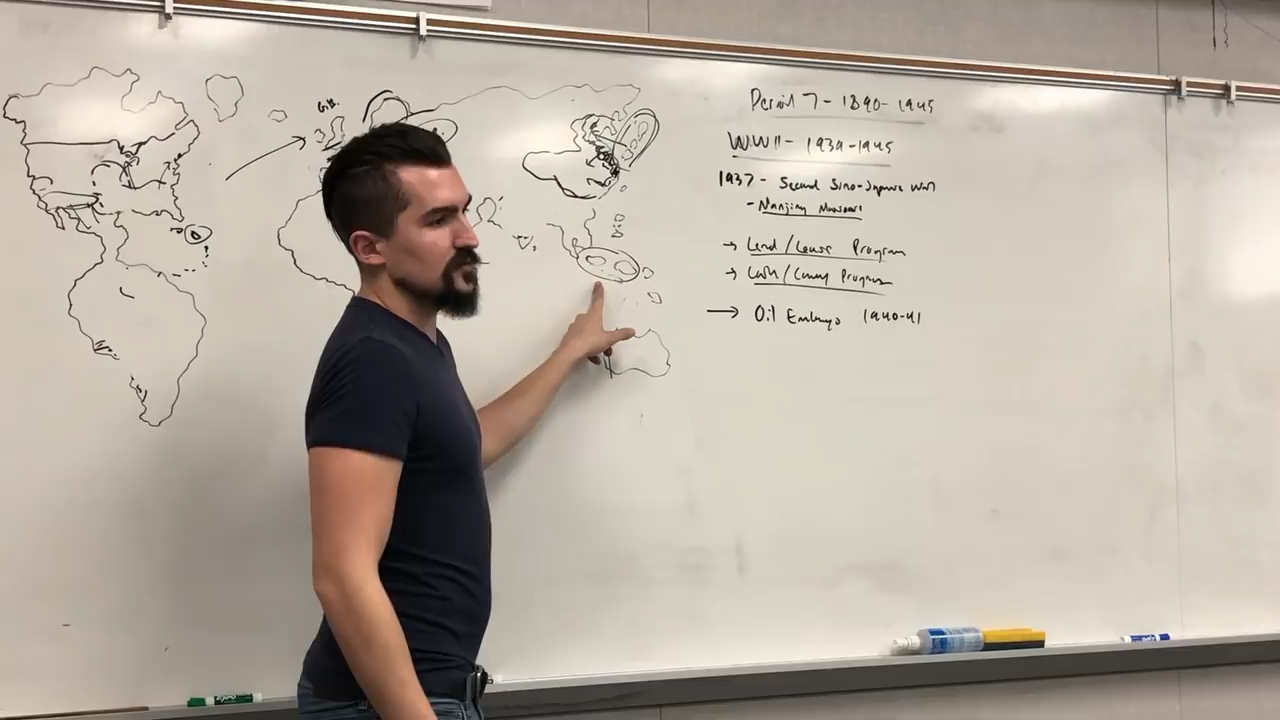 G.B.
Period 7 - 1890-1945
WWII - 1939-1945
1937 - Second Sino-Japanese War
- Nanjing Massacre
→ Lend/Lease Program
→ Cash/Carry Program
→ Oil Embargo 1940-41